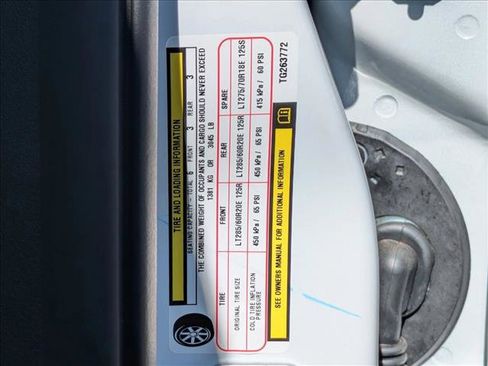 TIRE AND LOADING INFORMATION
SEATING CAPACITY - TOTAL 6 FRONT 3 REAR 3
THE COMBINED WEIGHT OF OCCUPANTS AND CARGO SHOULD NEVER EXCEED
1381 KG OR 3045 LB
TIRE FRONT REAR SPARE
ORIGINAL TIRE SIZE LT285/60R20E 125R LT285/60R20E 125R LT275/70R18E 125S
COLD TIRE INFLATION PRESSURE 450 kPa / 65 PSI 450 kPa / 65 PSI 415 kPa / 60 PSI
SEE OWNERS MANUAL FOR ADDITIONAL INFORMATION
TG263772